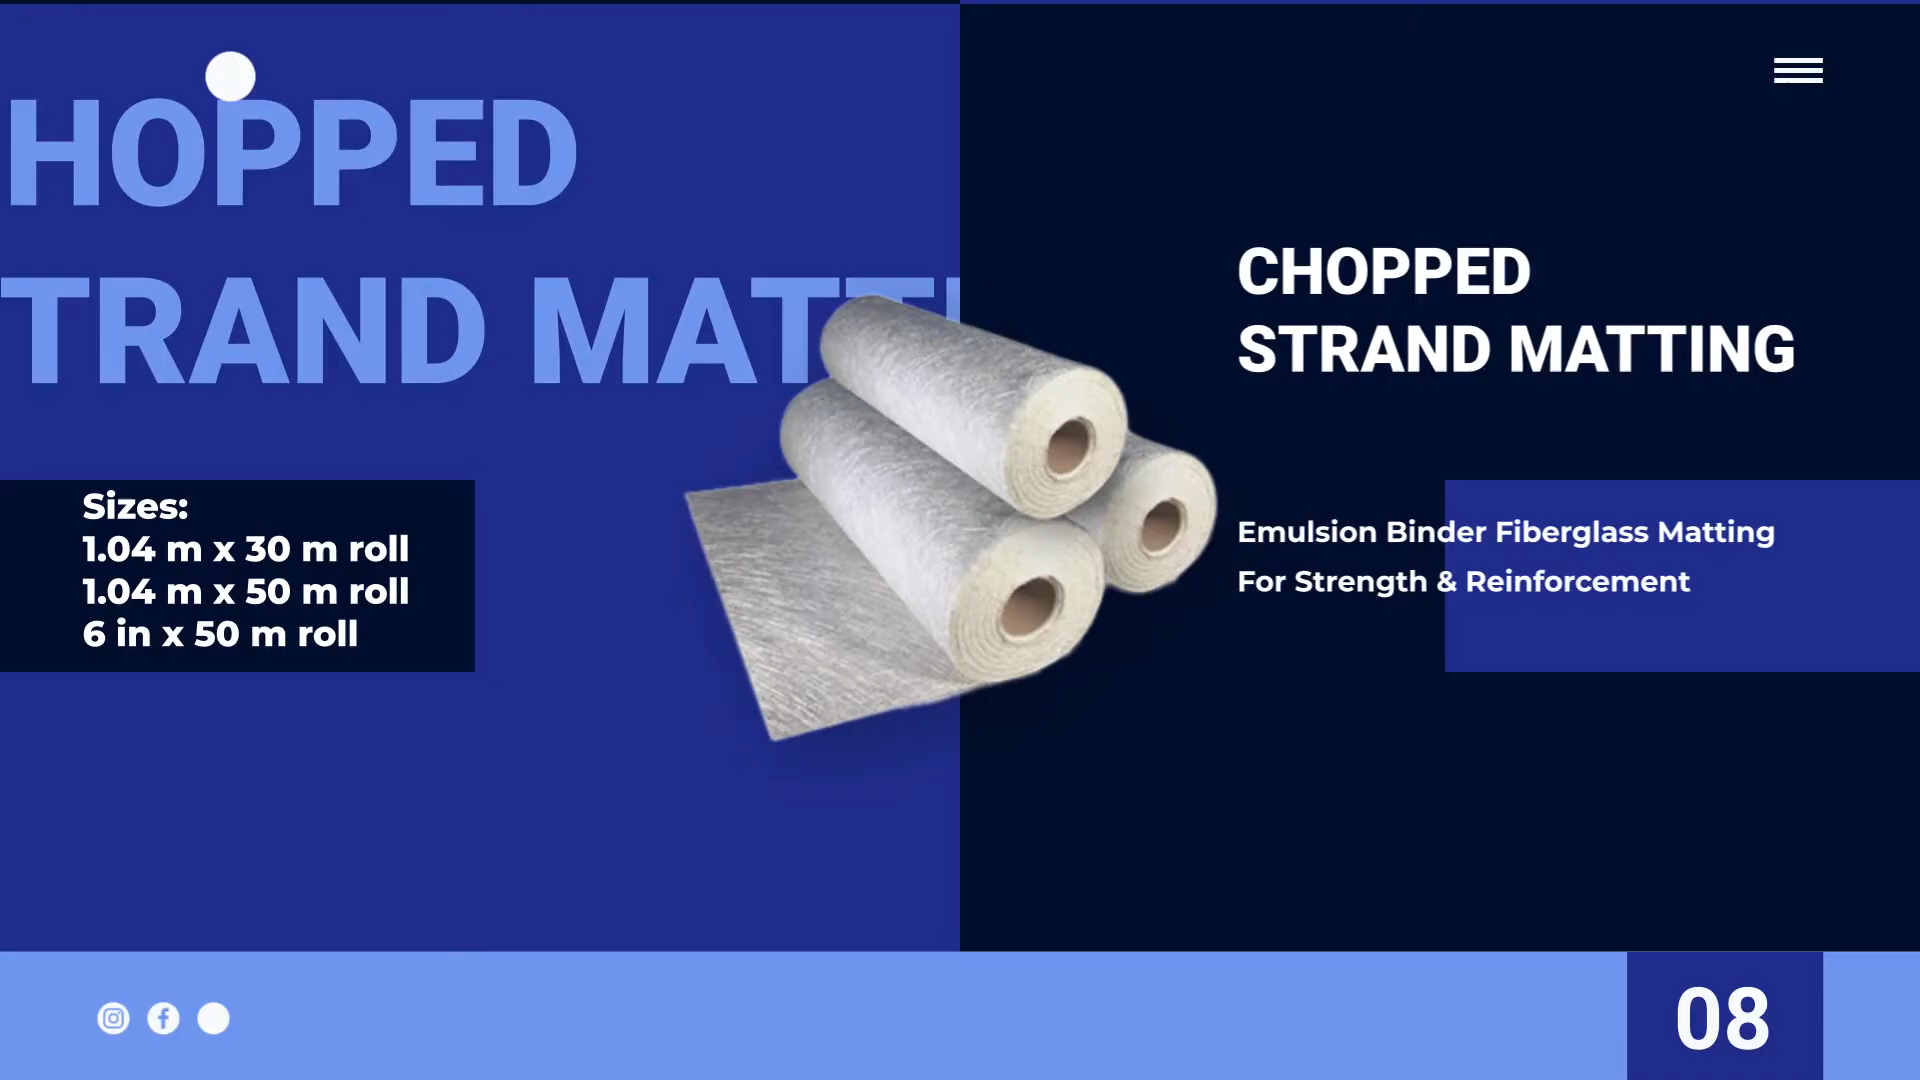 HOPPED
TRAND MATTI
Sizes:
1.04 m x 30 m roll
1.04 m x 50 m roll
6 in x 50 m roll
CHOPPED
STRAND MATTING
Emulsion Binder Fiberglass Matting
For Strength & Reinforcement
08